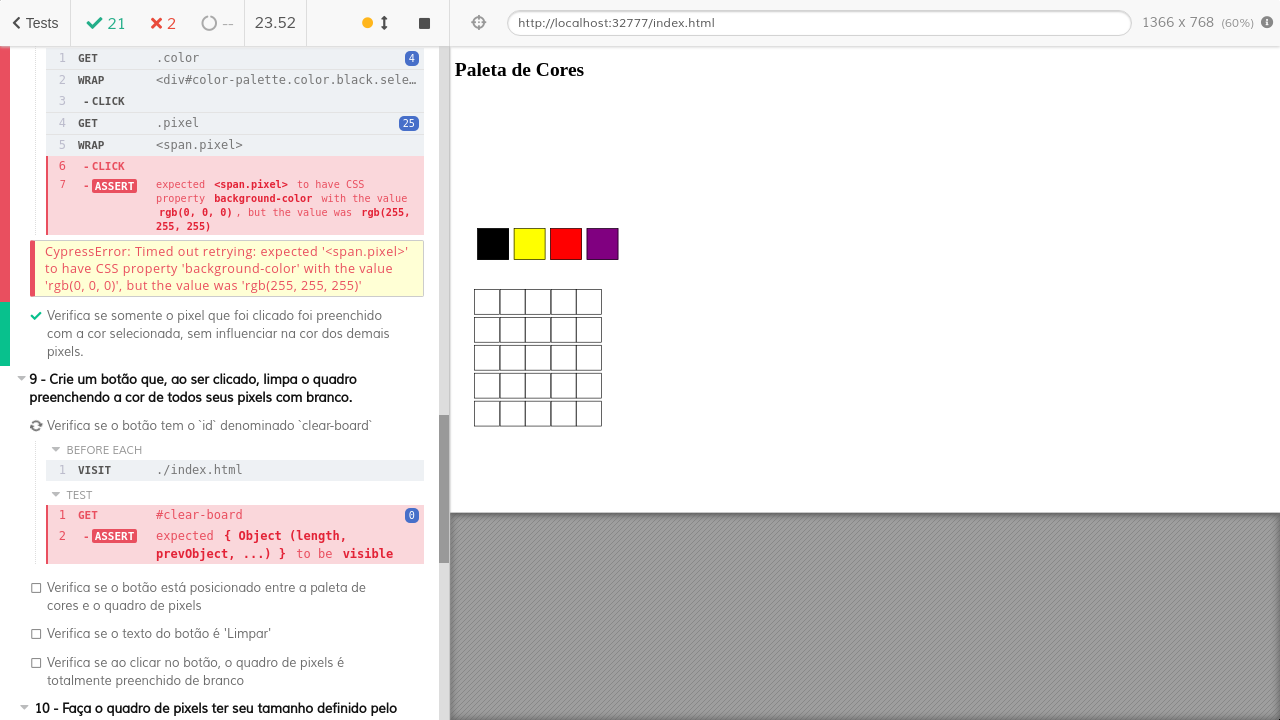 Tests
21
2
--
23.52
http://localhost:32777/index.html
1366 x 768 (60%)
1 GET .color 4
2 WRAP <div#color-palette.color.black.sele…
3 -CLICK
4 GET .pixel 25
5 WRAP <span.pixel>
6 -CLICK
7 -ASSERT expected <span.pixel> to have CSS
property background-color with the value
rgb(0, 0, 0), but the value was rgb(255,
255, 255)
CypressError: Timed out retrying: expected '<span.pixel>'
to have CSS property 'background-color' with the value
'rgb(0, 0, 0)', but the value was 'rgb(255, 255, 255)'
Verifica se somente o pixel que foi clicado foi preenchido
com a cor selecionada, sem influenciar na cor dos demais
pixels.
9 - Crie um botão que, ao ser clicado, limpa o quadro
preenchendo a cor de todos seus pixels com branco.
Verifica se o botão tem o `id` denominado `clear-board`
BEFORE EACH
1 VISIT ./index.html
TEST
1 GET #clear-board 0
2 -ASSERT expected { Object (length,
prevObject, ...) } to be visible
Verifica se o botão está posicionado entre a paleta de
cores e o quadro de pixels
Verifica se o texto do botão é 'Limpar'
Verifica se ao clicar no botão, o quadro de pixels é
totalmente preenchido de branco
10 - Faça o quadro de pixels ter seu tamanho definido pelo
Paleta de Cores